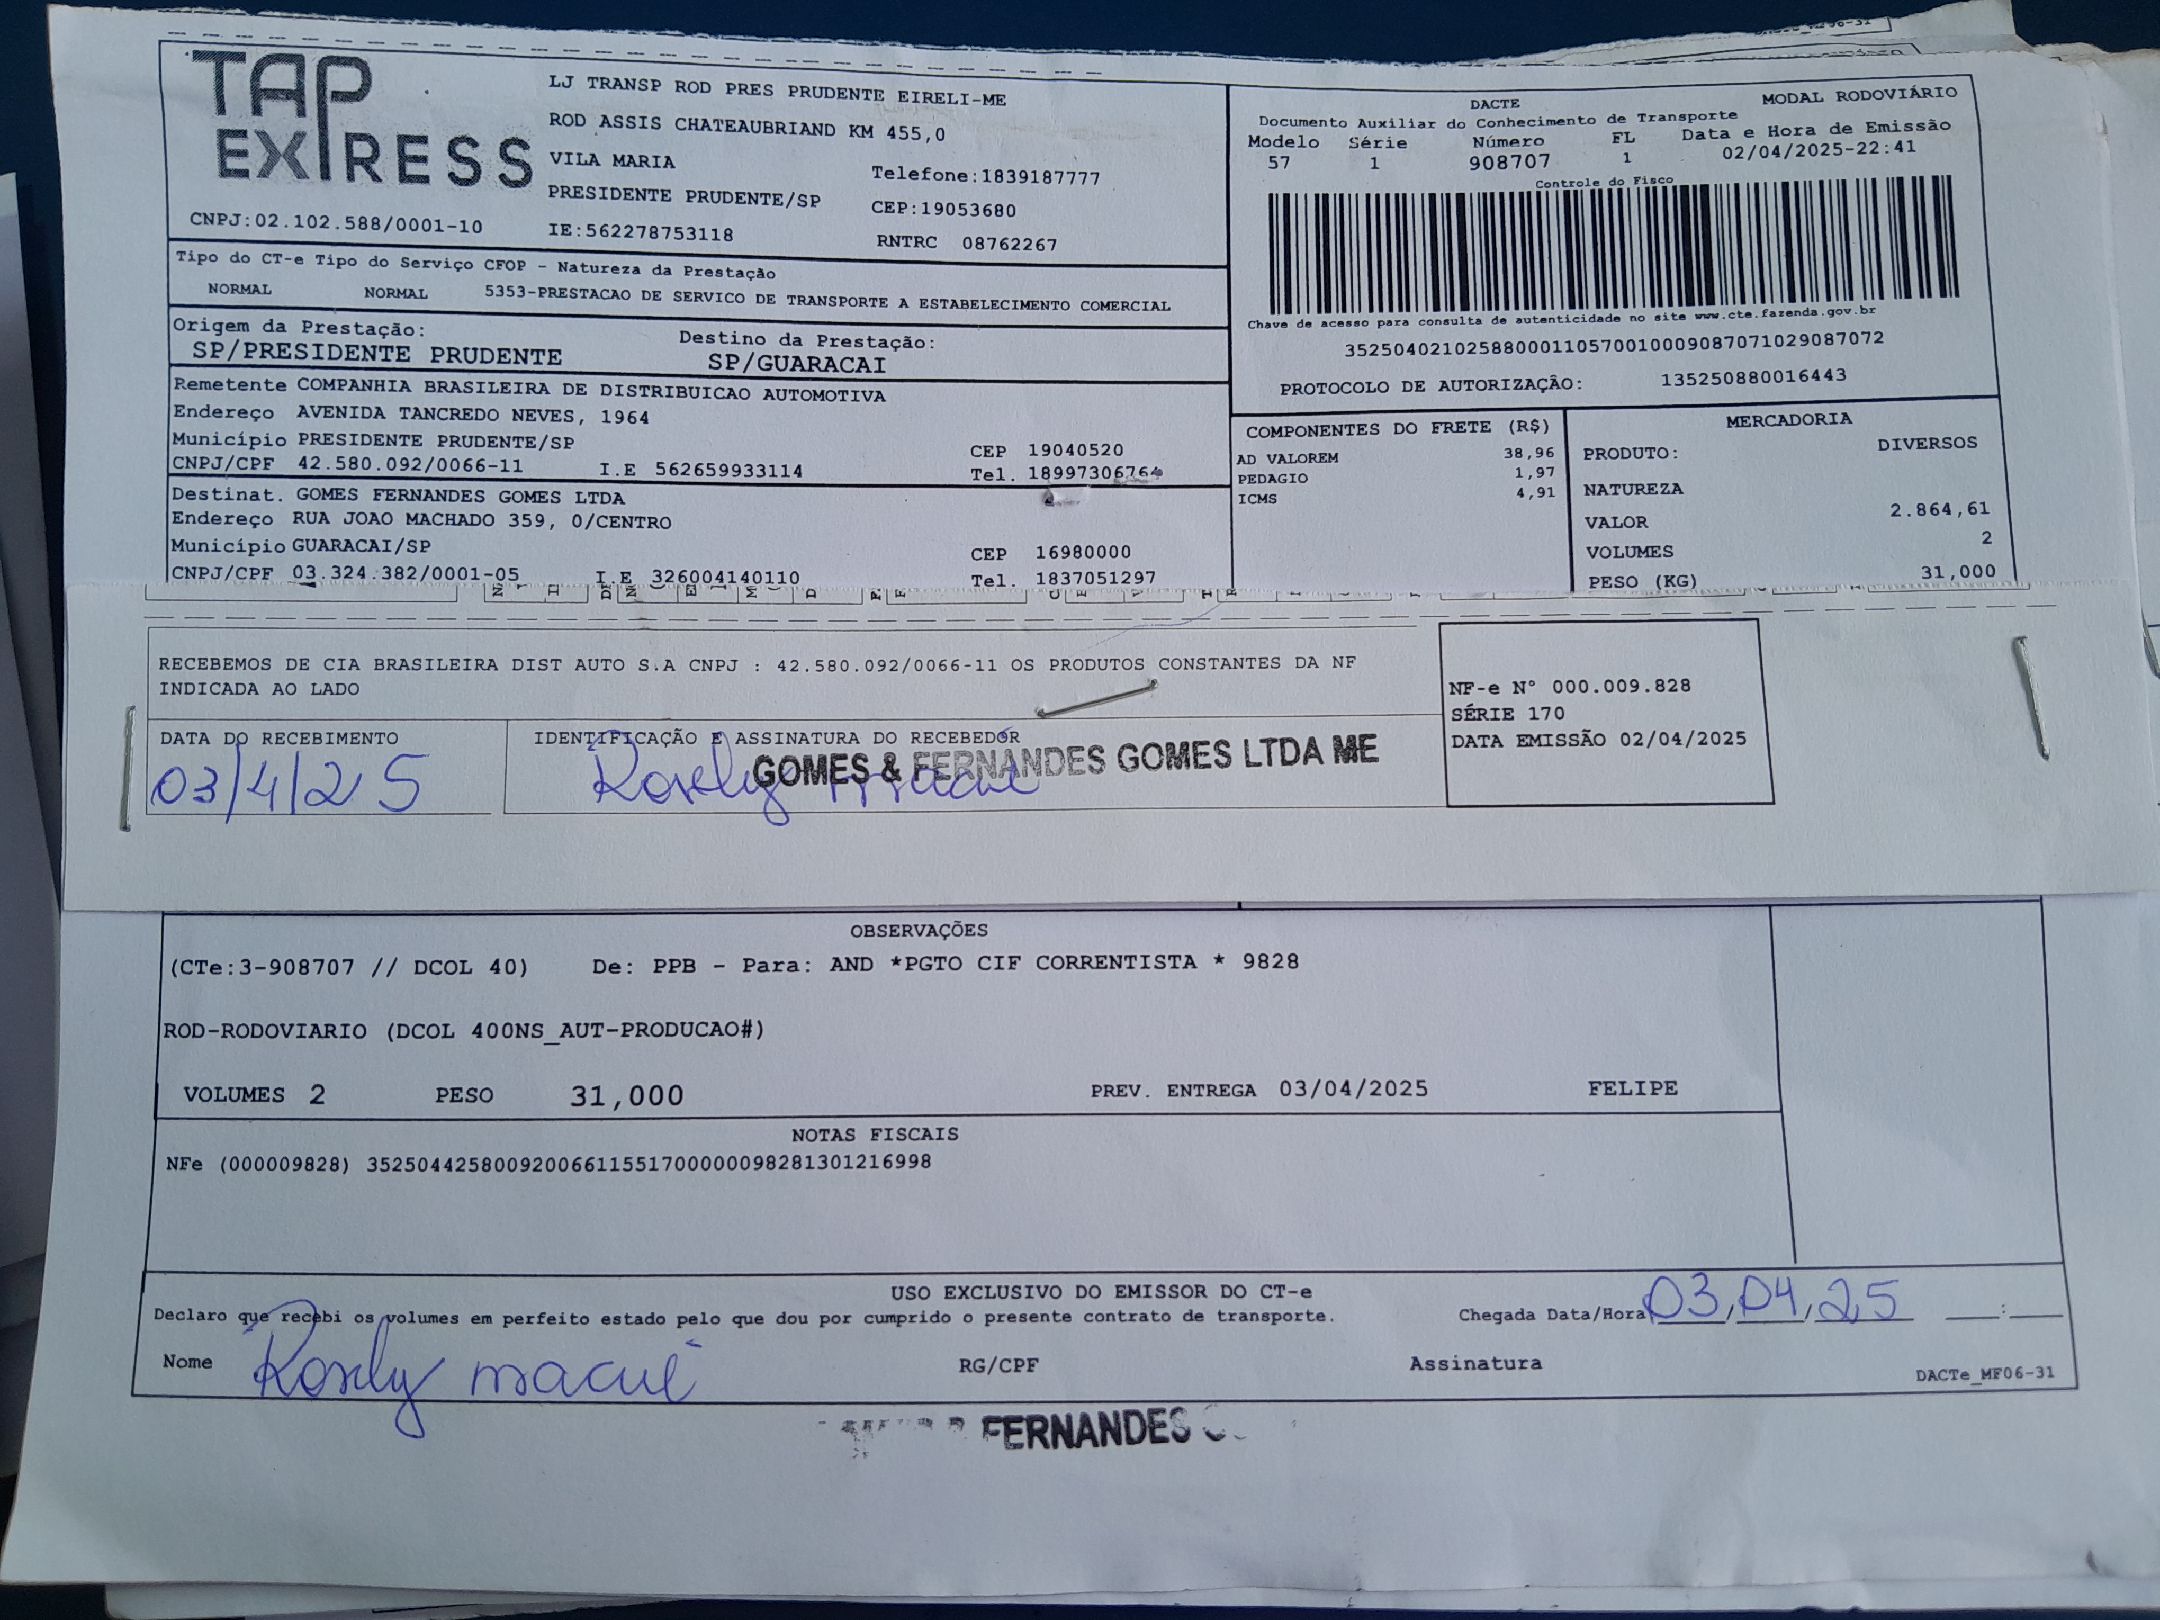 TAP
EXPRESS
LJ TRANSP ROD PRES PRUDENTE EIRELI-ME
ROD ASSIS CHATEAUBRIAND KM 455,0
VILA MARIA
Telefone:1839187777
PRESIDENTE PRUDENTE/SP
CEP:19053680
CNPJ:02.102.588/0001-10
IE:562278753118
RNTRC 08762267
DACTE
MODAL RODOVIÁRIO
Documento Auxiliar do Conhecimento de Transporte
Modelo Série Número FL Data e Hora de Emissão
57 1 908707 1 02/04/2025-22:41
Controle do Fisco
Chave de acesso para consulta de autenticidade no site www.cte.fazenda.gov.br
35250402102588000110570010009087071029087072
PROTOCOLO DE AUTORIZAÇÃO: 135250880016443
Tipo do CT-e Tipo do Serviço CFOP - Natureza da Prestação
NORMAL NORMAL 5353-PRESTACAO DE SERVICO DE TRANSPORTE A ESTABELECIMENTO COMERCIAL
Origem da Prestação: Destino da Prestação:
SP/PRESIDENTE PRUDENTE SP/GUARACAI
Remetente COMPANHIA BRASILEIRA DE DISTRIBUICAO AUTOMOTIVA
Endereço AVENIDA TANCREDO NEVES, 1964
Município PRESIDENTE PRUDENTE/SP CEP 19040520
CNPJ/CPF 42.580.092/0066-11 I.E 562659933114 Tel. 18997306764
Destinat. GOMES FERNANDES GOMES LTDA
Endereço RUA JOAO MACHADO 359, 0/CENTRO
Município GUARACAI/SP CEP 16980000
CNPJ/CPF 03.324.382/0001-05 I.E 326004140110 Tel. 1837051297
COMPONENTES DO FRETE (R$)
AD VALOREM 38,96
PEDAGIO 1,97
ICMS 4,91
MERCADORIA
PRODUTO: DIVERSOS
NATUREZA
VALOR 2.864,61
VOLUMES 2
PESO (KG) 31,000
RECEBEMOS DE CIA BRASILEIRA DIST AUTO S.A CNPJ : 42.580.092/0066-11 OS PRODUTOS CONSTANTES DA NF
INDICADA AO LADO
NF-e N° 000.009.828
SÉRIE 170
DATA EMISSÃO 02/04/2025
DATA DO RECEBIMENTO IDENTIFICAÇÃO E ASSINATURA DO RECEBEDOR
03/4/25 Rosely macuê
GOMES & FERNANDES GOMES LTDA ME
OBSERVAÇÕES
(CTe:3-908707 // DCOL 40) De: PPB - Para: AND *PGTO CIF CORRENTISTA * 9828
ROD-RODOVIARIO (DCOL 400NS_AUT-PRODUCAO#)
VOLUMES 2 PESO 31,000 PREV. ENTREGA 03/04/2025 FELIPE
NOTAS FISCAIS
NFe (000009828) 35250442580092006611551700000098281301216998
USO EXCLUSIVO DO EMISSOR DO CT-e
Declaro que recebi os volumes em perfeito estado pelo que dou por cumprido o presente contrato de transporte. Chegada Data/Hora 03,04,25 :
Nome Rosely macuê RG/CPF Assinatura
DACTe_MF06-31
FERNANDES